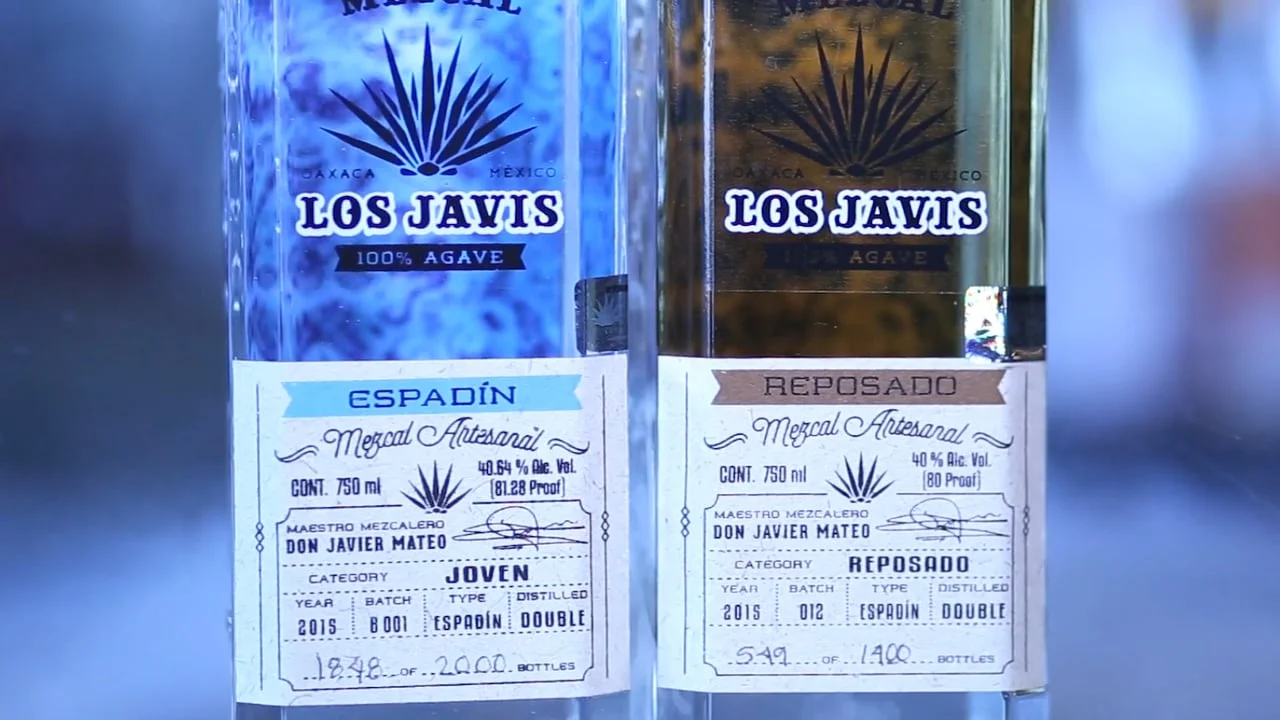 MEZCAL
OAXACA MÉXICO
LOS JAVIS
100% AGAVE
ESPADÍN
Mezcal Artesanal
CONT. 750 ml
40.64 % Alc. Vol.
(81.28 Proof)
MAESTRO MEZCALERO
DON JAVIER MATEO
CATEGORY JOVEN
YEAR BATCH TYPE DISTILLED
2015 B 001 ESPADÍN DOUBLE
1848 OF 2000 BOTTLES
MEZCAL
OAXACA MÉXICO
LOS JAVIS
100% AGAVE
REPOSADO
Mezcal Artesanal
CONT. 750 ml
40 % Alc. Vol.
(80 Proof)
MAESTRO MEZCALERO
DON JAVIER MATEO
CATEGORY REPOSADO
YEAR BATCH TYPE DISTILLED
2015 012 ESPADÍN DOUBLE
549 OF 1400 BOTTLES